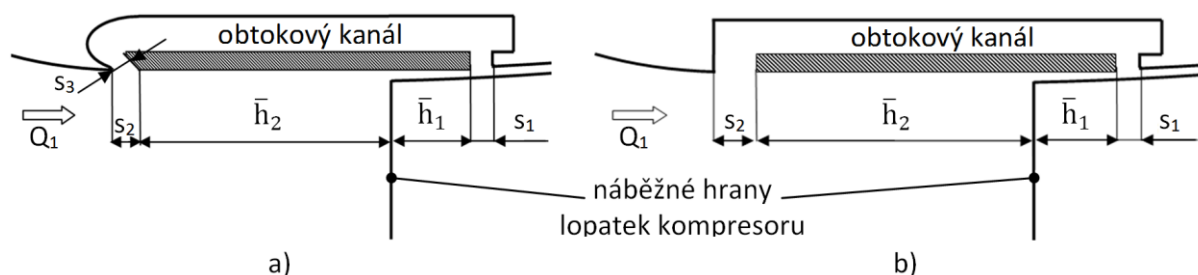 obtokový kanál
s₃
s₂
h̄₂
h̄₁
s₁
Q₁
obtokový kanál
s₂
h̄₂
h̄₁
s₁
Q₁
náběžné hrany
lopatek kompresoru
a)
b)